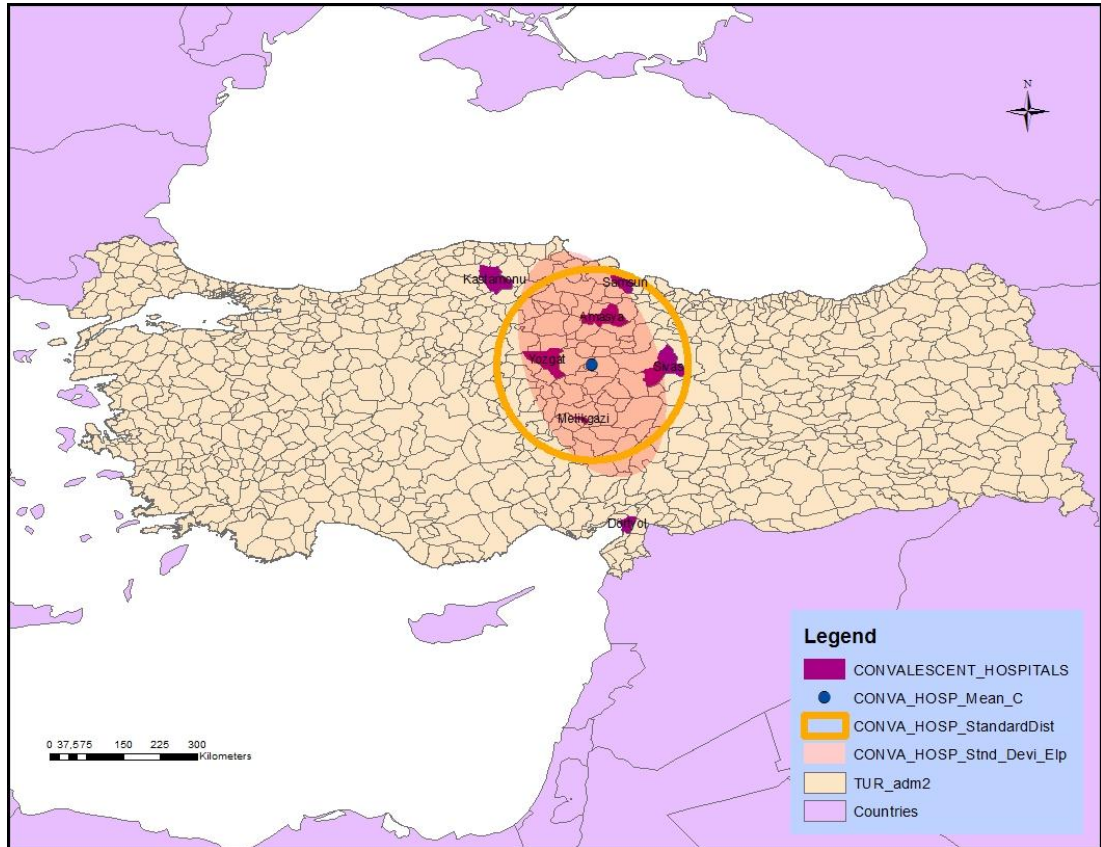 N
Kastamonu
Samsun
Amasya
Yozgat
Sivas
Melikgazi
Dörtyol
Legend
CONVALESCENT_HOSPITALS
CONVA_HOSP_Mean_C
CONVA_HOSP_StandardDist
CONVA_HOSP_Stnd_Devi_Elp
TUR_adm2
Countries
0 37,575 150 225 300
Kilometers